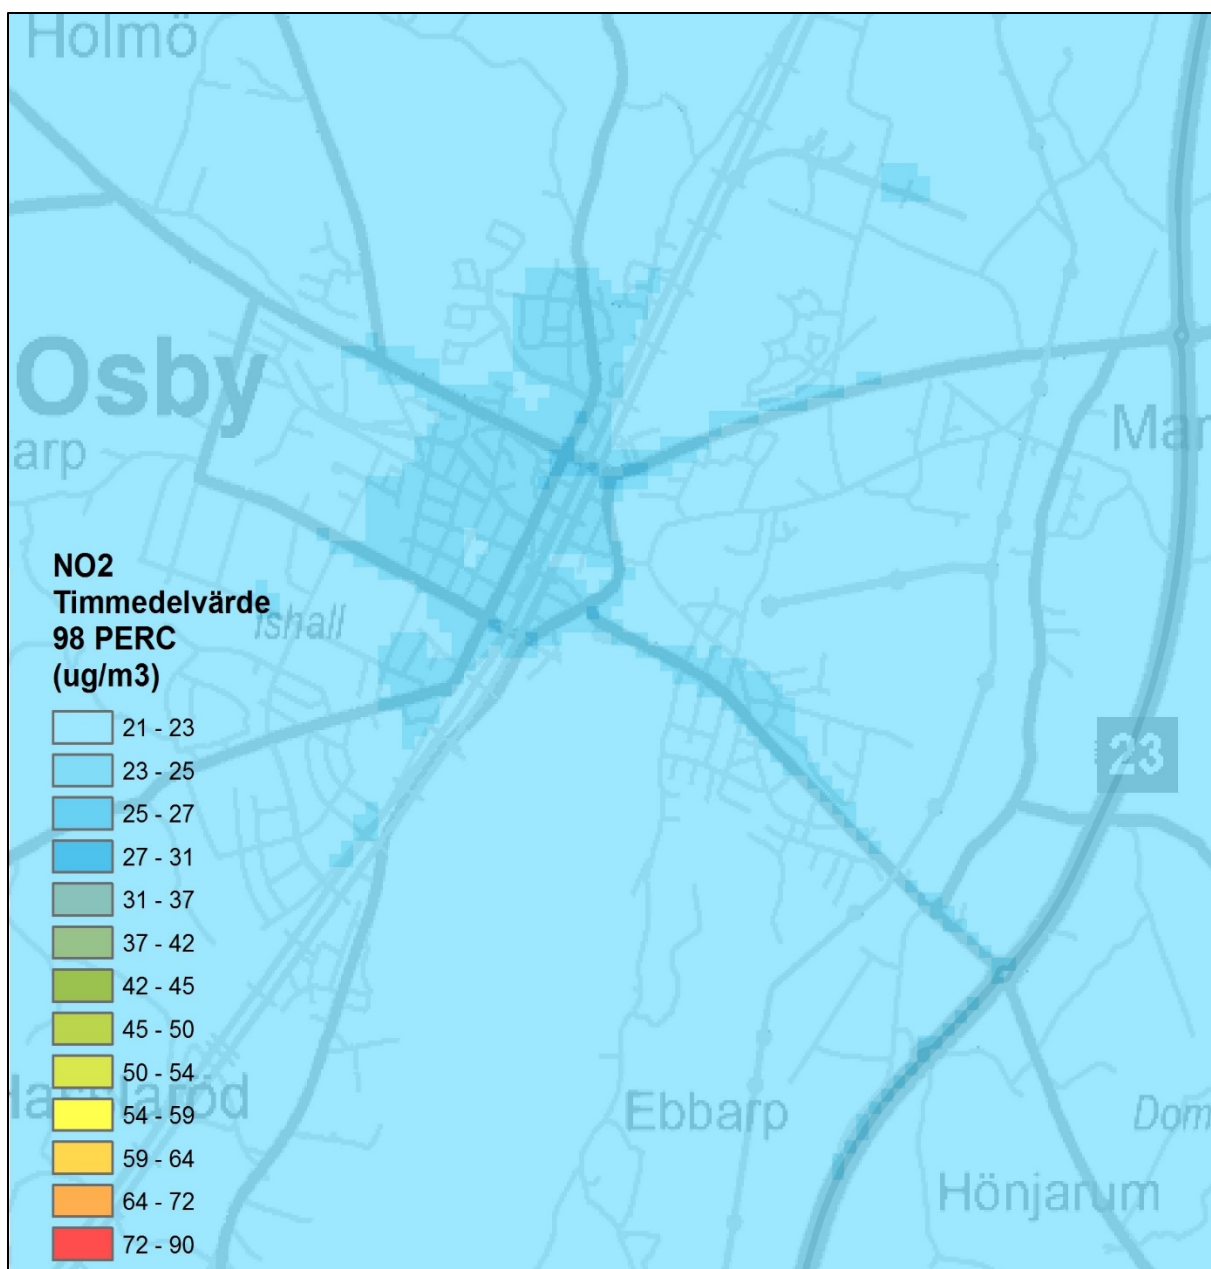 Holmö
Osby
arp
Mar
NO2
Timmedelvärde
98 PERC
(ug/m3)
Ishall
21 - 23
23 - 25
25 - 27
27 - 31
31 - 37
37 - 42
42 - 45
45 - 50
50 - 54
54 - 59
59 - 64
64 - 72
72 - 90
23
Ebbarp
Dom
Hönjarum